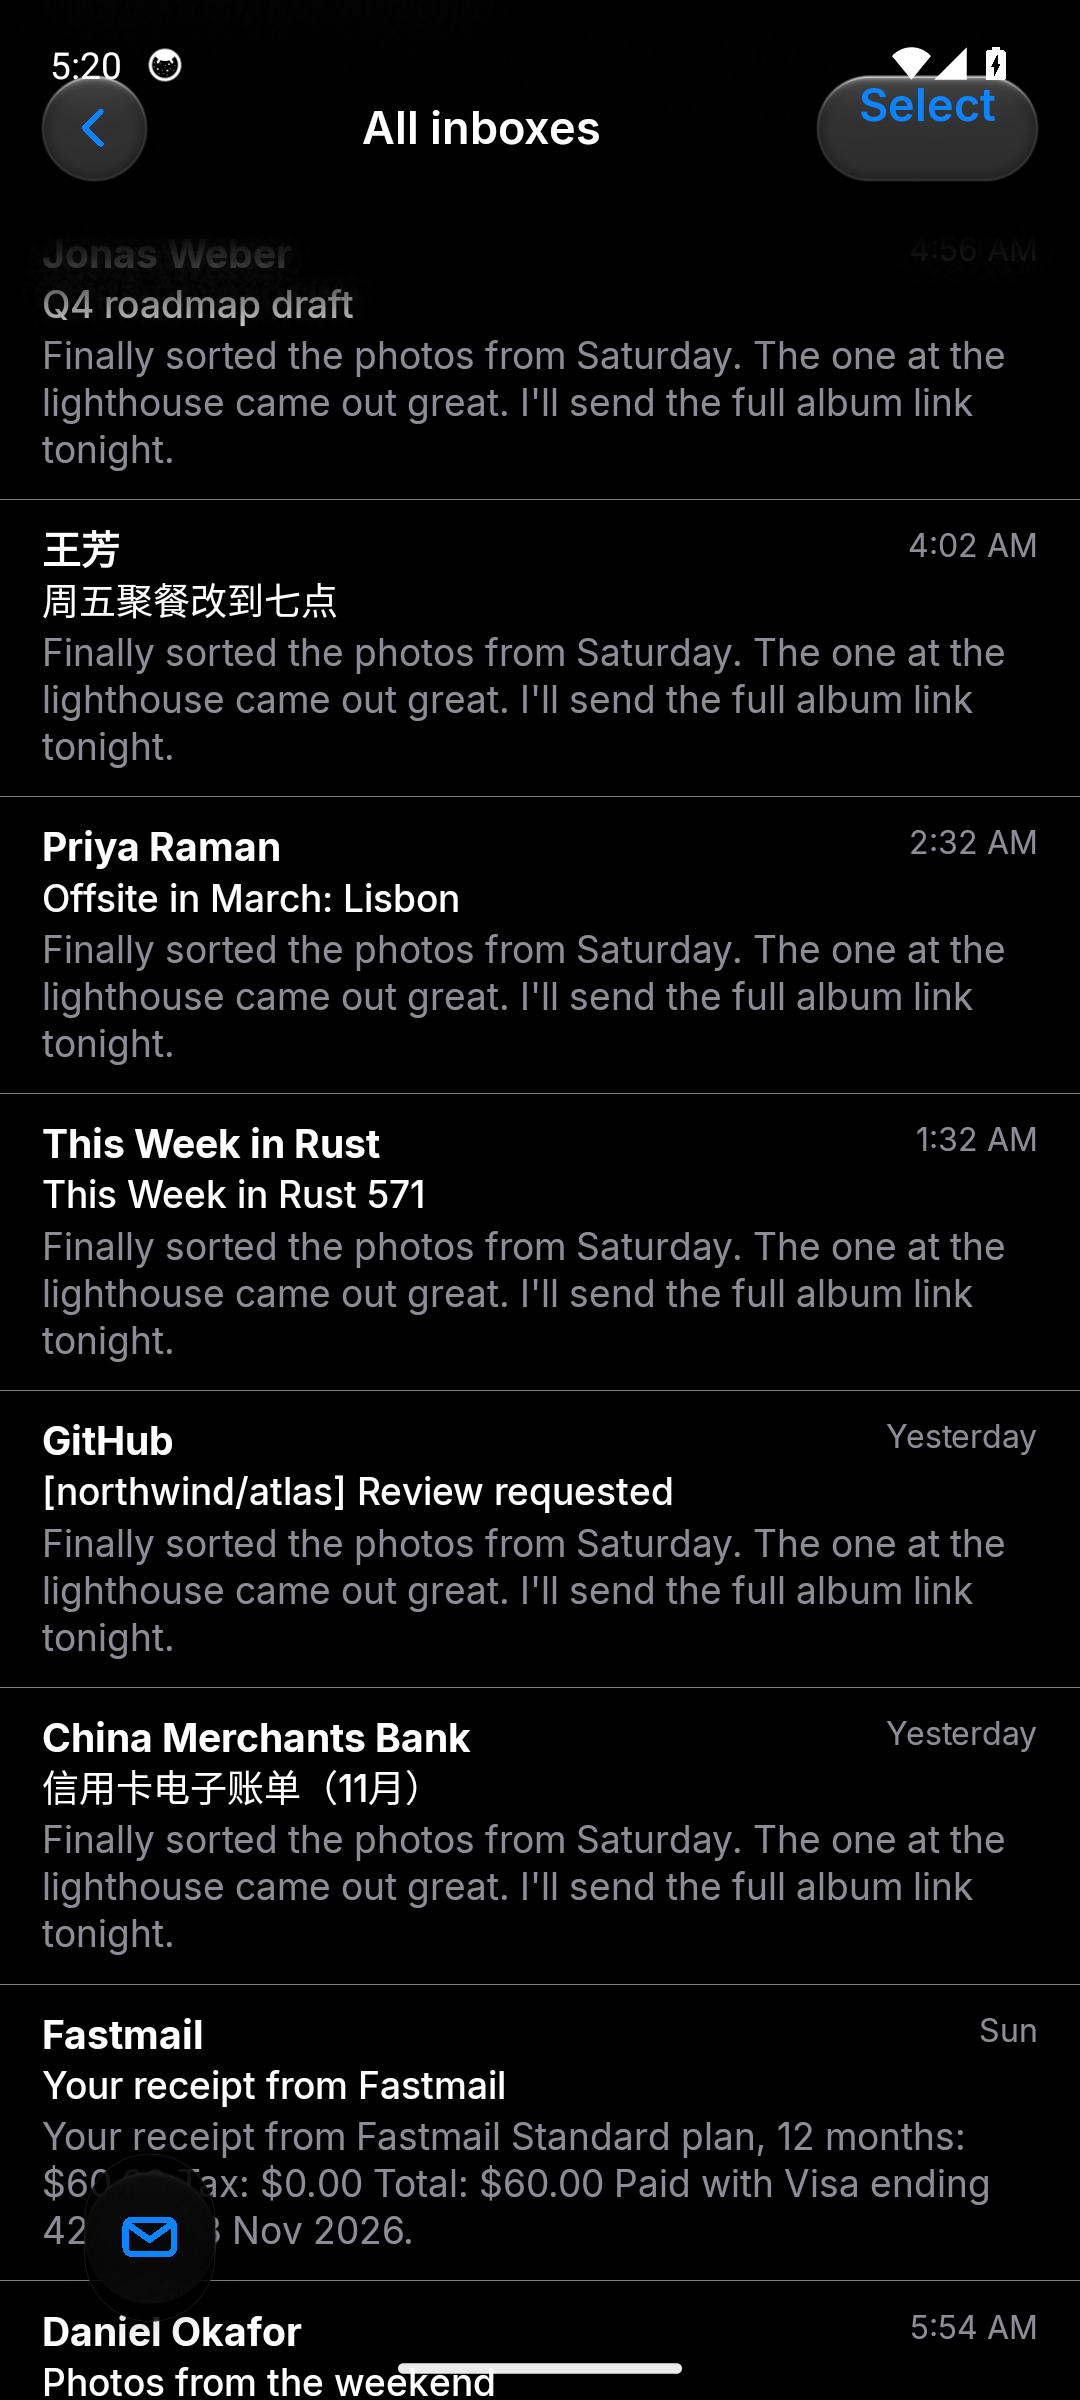 5:20
All inboxes
Select
Jonas Weber
4:56 AM
Q4 roadmap draft
Finally sorted the photos from Saturday. The one at the
lighthouse came out great. I'll send the full album link
tonight.
王芳
4:02 AM
周五聚餐改到七点
Finally sorted the photos from Saturday. The one at the
lighthouse came out great. I'll send the full album link
tonight.
Priya Raman
2:32 AM
Offsite in March: Lisbon
Finally sorted the photos from Saturday. The one at the
lighthouse came out great. I'll send the full album link
tonight.
This Week in Rust
1:32 AM
This Week in Rust 571
Finally sorted the photos from Saturday. The one at the
lighthouse came out great. I'll send the full album link
tonight.
GitHub
Yesterday
[northwind/atlas] Review requested
Finally sorted the photos from Saturday. The one at the
lighthouse came out great. I'll send the full album link
tonight.
China Merchants Bank
Yesterday
信用卡电子账单（11月）
Finally sorted the photos from Saturday. The one at the
lighthouse came out great. I'll send the full album link
tonight.
Fastmail
Sun
Your receipt from Fastmail
Your receipt from Fastmail Standard plan, 12 months:
Tax: $0.00 Total: $60.00 Paid with Visa ending
Nov 2026.
Daniel Okafor
5:54 AM
Photos from the weekend